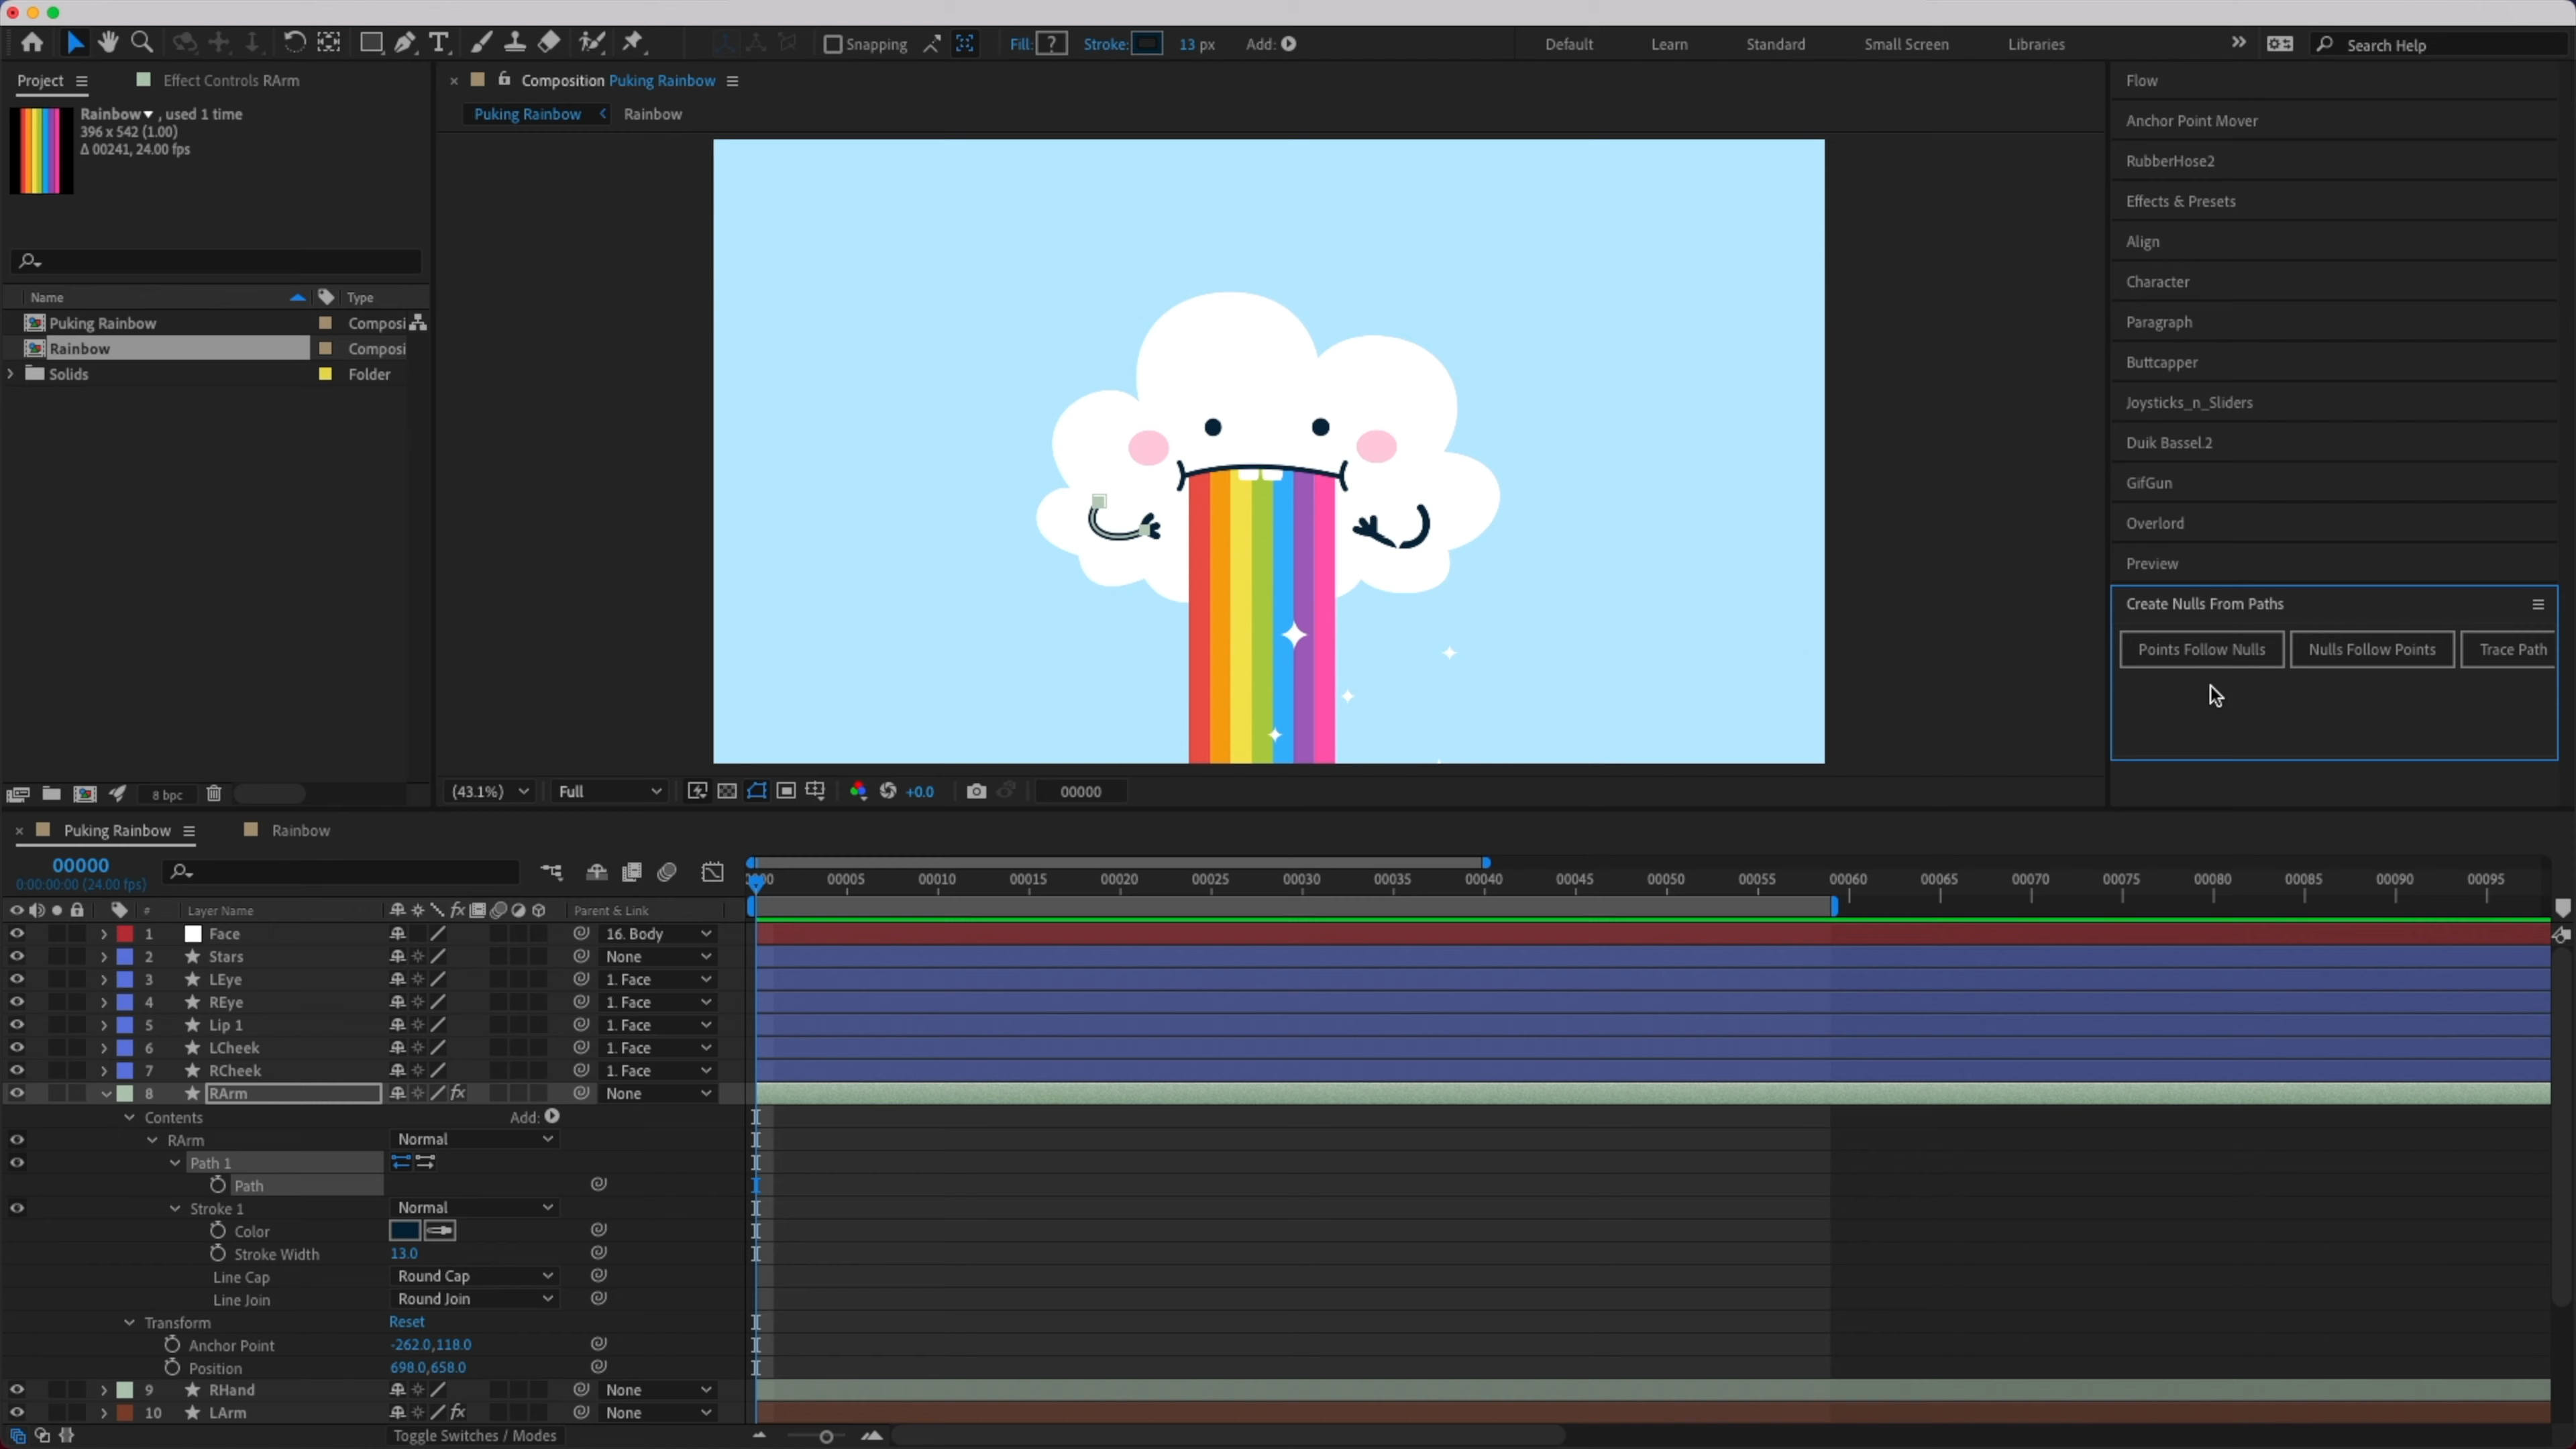 Snapping
Fill: ?
Stroke:
13 px
Add:
Default
Learn
Standard
Small Screen
Libraries
Search Help
Project
Effect Controls RArm
Rainbow , used 1 time
396 x 542 (1.00)
Δ 00241, 24.00 fps
Name
Type
Puking Rainbow
Composi
Rainbow
Composi
Solids
Folder
8 bpc
Composition Puking Rainbow
Puking Rainbow
Rainbow
(43.1%)
Full
+0.0
00000
Flow
Anchor Point Mover
RubberHose2
Effects & Presets
Align
Character
Paragraph
Buttcapper
Joysticks_n_Sliders
Duik Bassel.2
GifGun
Overlord
Preview
Create Nulls From Paths
Points Follow Nulls
Nulls Follow Points
Trace Path
Puking Rainbow
Rainbow
00000
0:00:00:00 (24.00 fps)
00005 00010 00015 00020 00025 00030 00035 00040 00045 00050 00055 00060 00065 00070 00075 00080 00085 00090 00095
# Layer Name fx Parent & Link
1 Face 16. Body
2 Stars None
3 LEye 1. Face
4 REye 1. Face
5 Lip 1 1. Face
6 LCheek 1. Face
7 RCheek 1. Face
8 RArm fx None
Contents Add:
RArm Normal
Path 1
Path
Stroke 1 Normal
Color
Stroke Width 13.0
Line Cap Round Cap
Line Join Round Join
Transform Reset
Anchor Point -262.0,118.0
Position 698.0,658.0
9 RHand None
10 LArm fx None
Toggle Switches / Modes